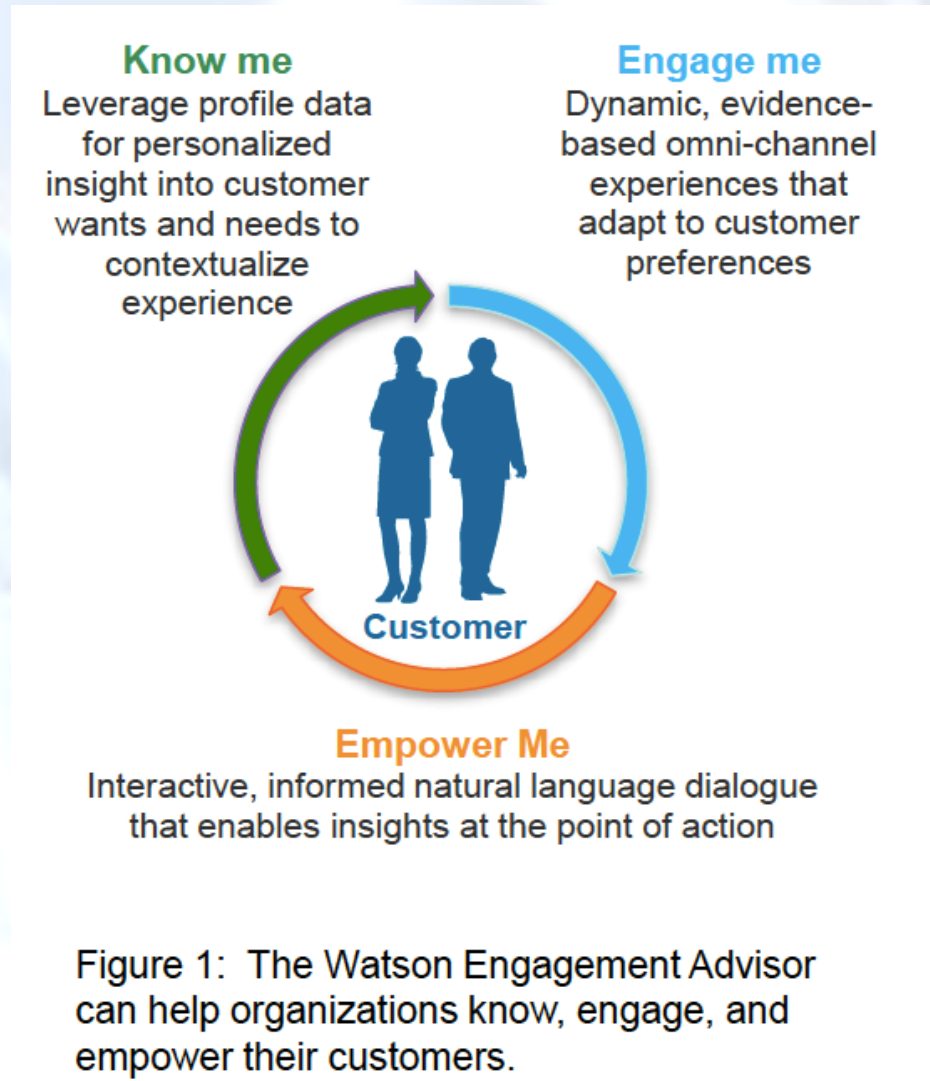 Know me
Leverage profile data
for personalized
insight into customer
wants and needs to
contextualize
experience
Engage me
Dynamic, evidence-
based omni-channel
experiences that
adapt to customer
preferences
Customer
Empower Me
Interactive, informed natural language dialogue
that enables insights at the point of action
Figure 1: The Watson Engagement Advisor
can help organizations know, engage, and
empower their customers.